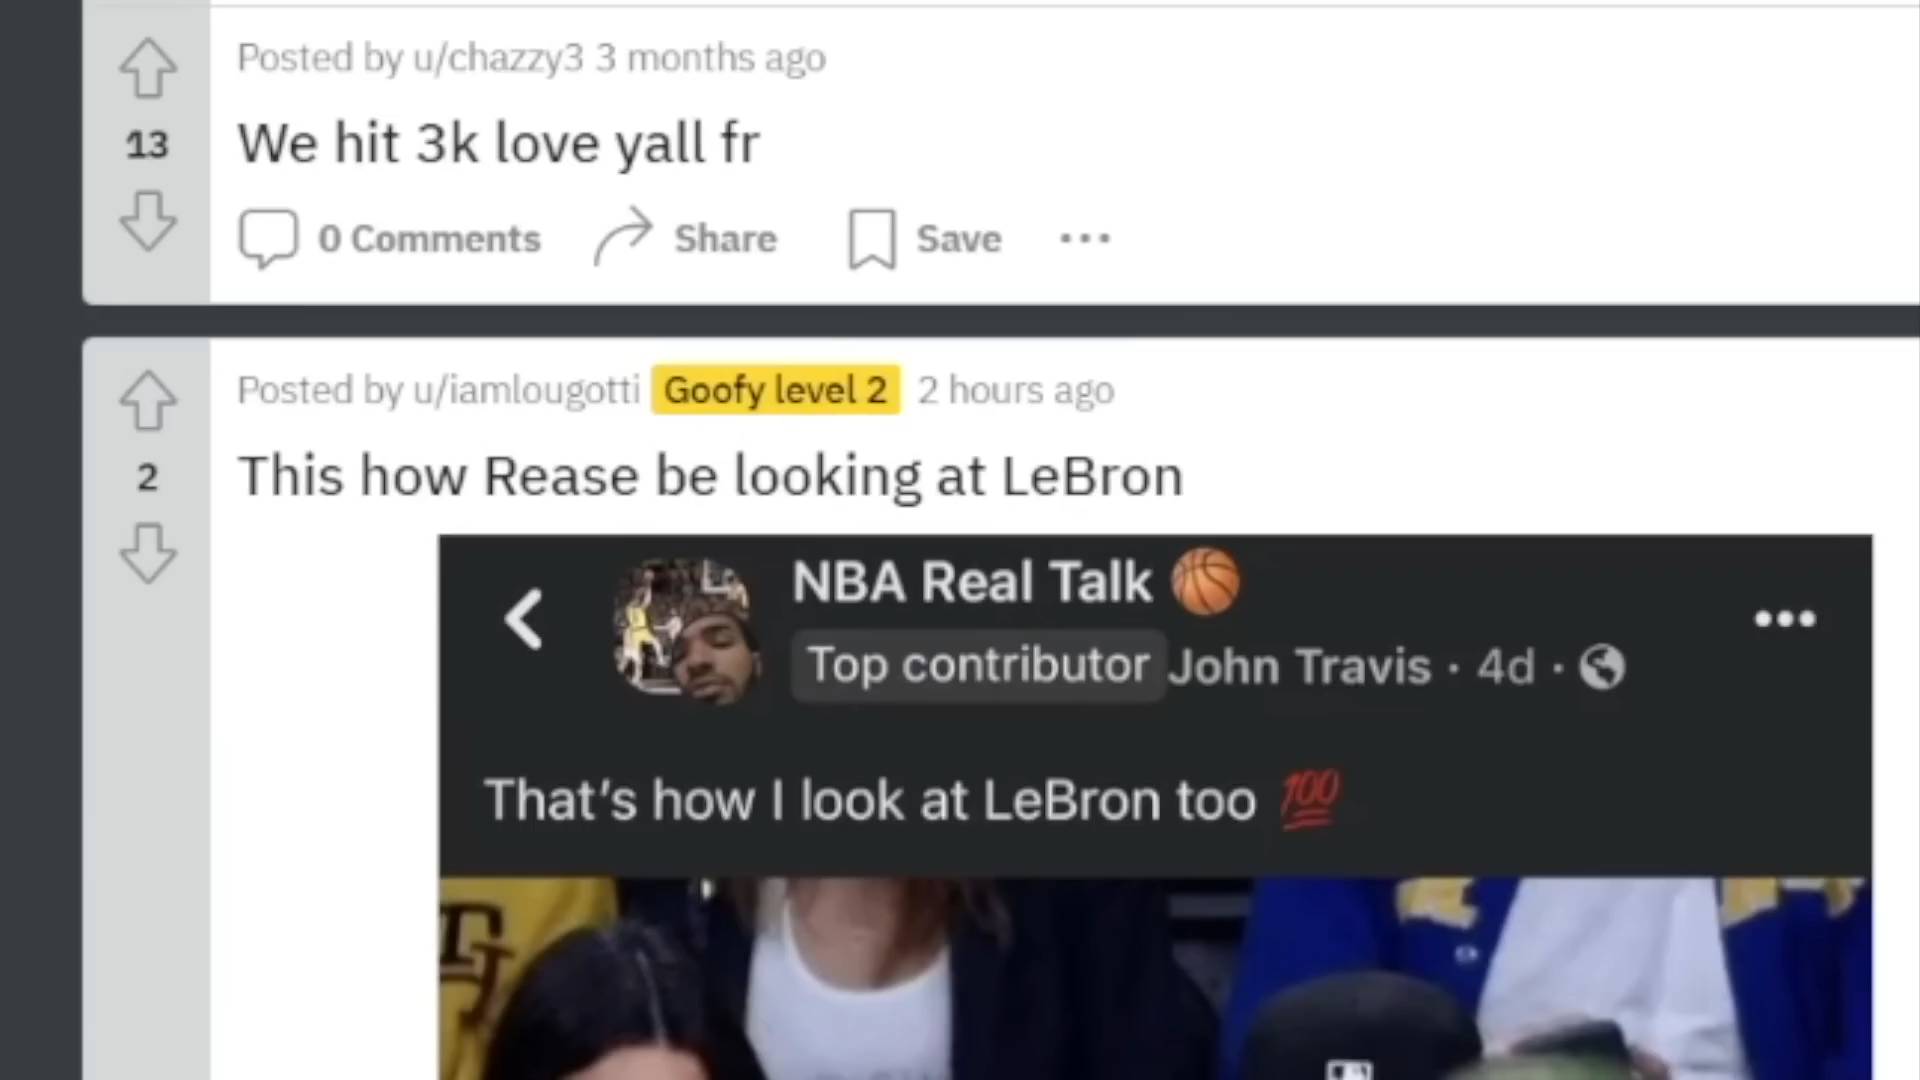 Posted by u/chazzy3 3 months ago
13
We hit 3k love yall fr
0 Comments Share Save ...
Posted by u/iamlougotti Goofy level 2 2 hours ago
2
This how Rease be looking at LeBron
NBA Real Talk 🏀
Top contributor John Travis · 4d ·
That's how I look at LeBron too 💯